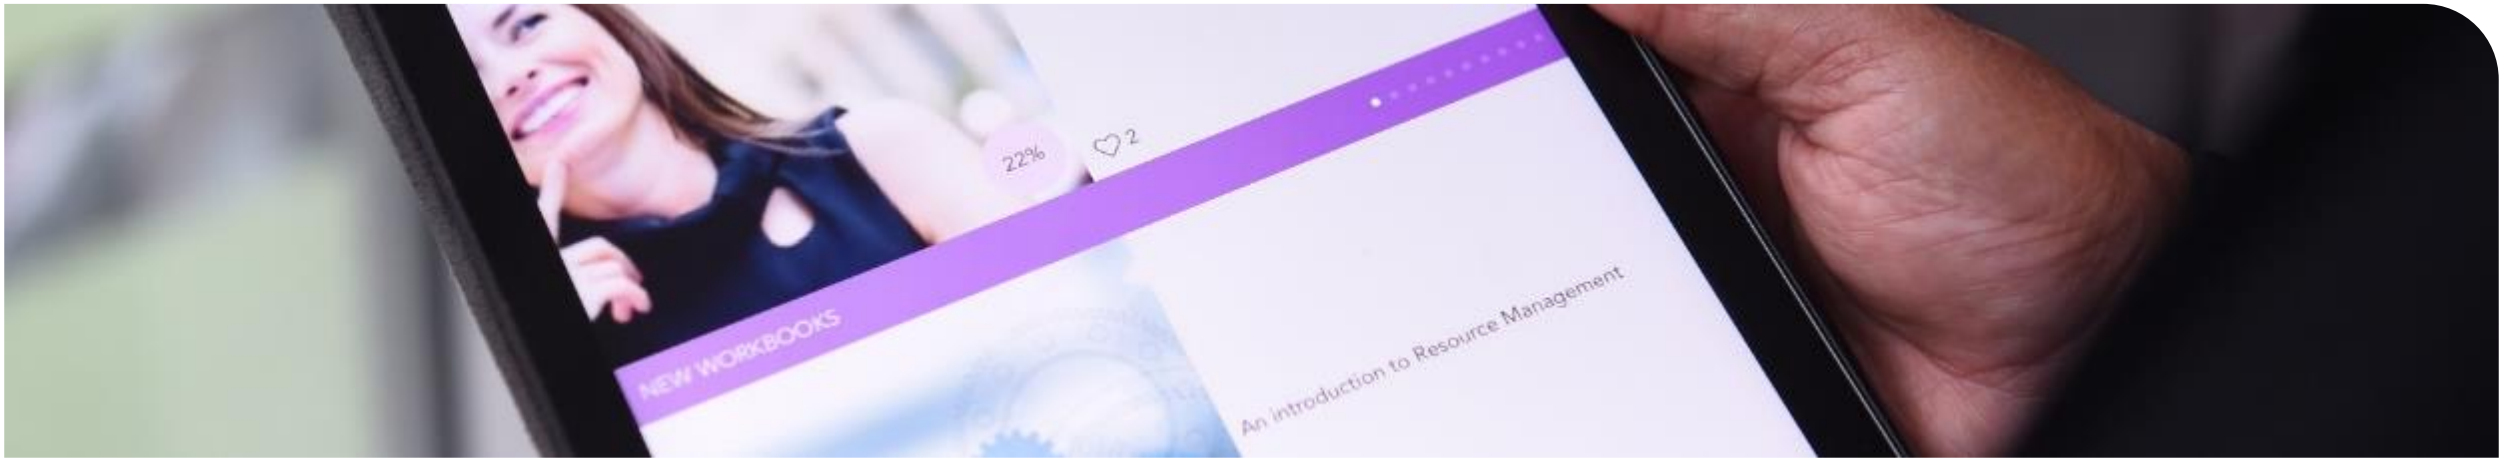 22%
2
NEW WORKBOOKS
An introduction to Resource Management